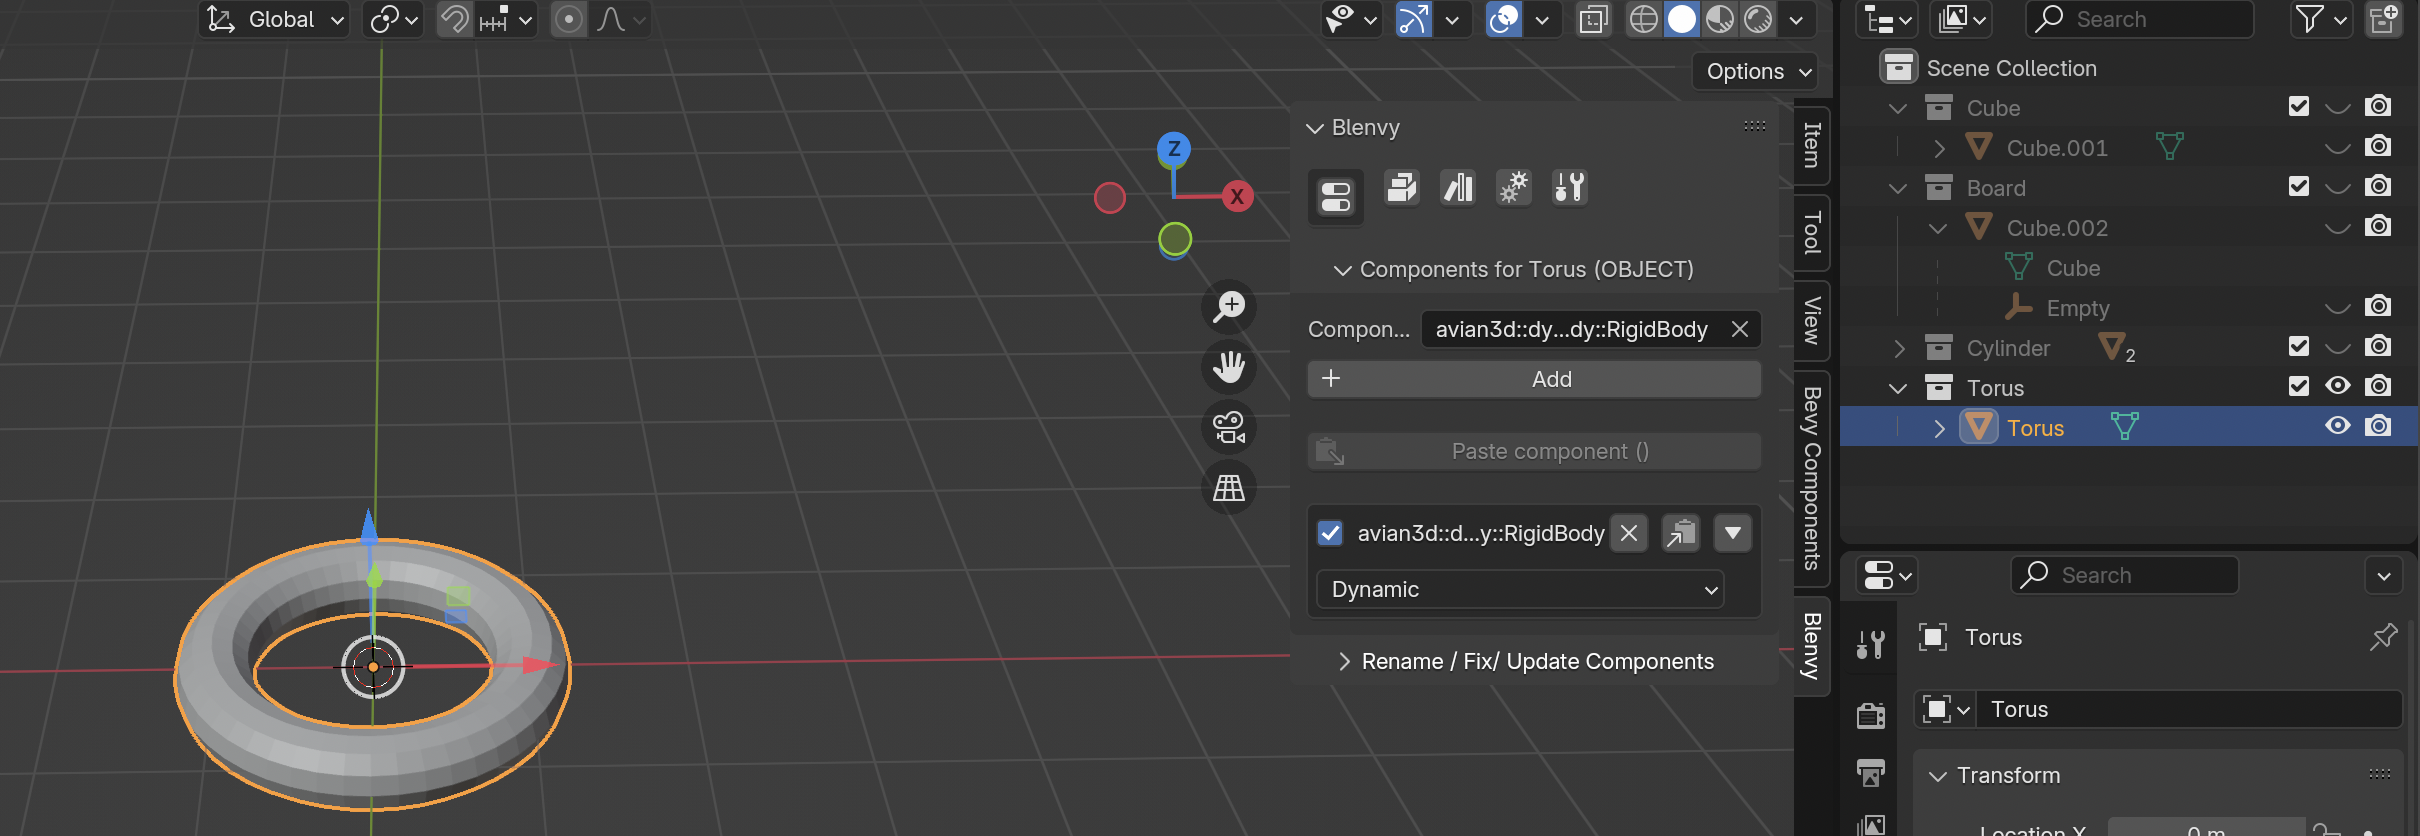 Global
Options
Z
X
Blenvy
Components for Torus (OBJECT)
Compon... avian3d::dy...dy::RigidBody
Add
Paste component ()
avian3d::d...y::RigidBody
Dynamic
Rename / Fix/ Update Components
Item
Tool
View
Bevy Components
Blenvy
Search
Scene Collection
Cube
Cube.001
Board
Cube.002
Cube
Empty
Cylinder 2
Torus
Torus
Search
Torus
Torus
Transform
Location X 0 m